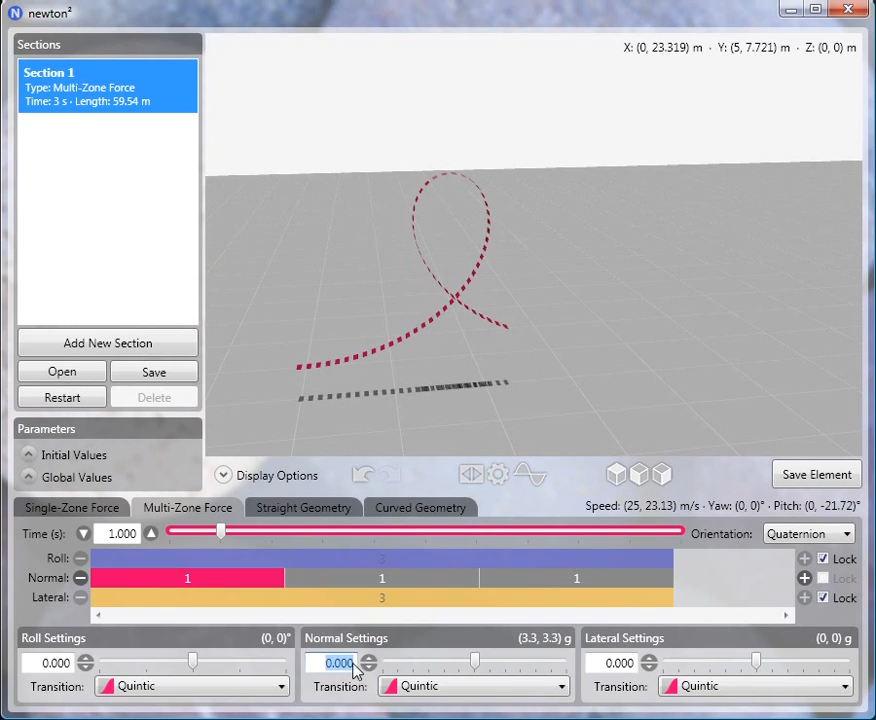 newton²
Sections
Section 1
Type: Multi-Zone Force
Time: 3 s · Length: 59.54 m
X: (0, 23.319) m · Y: (5, 7.721) m · Z: (0, 0) m
Add New Section
Open
Save
Restart
Delete
Parameters
Initial Values
Global Values
Display Options
Save Element
Single-Zone Force
Multi-Zone Force
Straight Geometry
Curved Geometry
Speed: (25, 23.13) m/s · Yaw: (0, 0)° · Pitch: (0, -21.72)°
Time (s):
1.000
Orientation:
Quaternion
Roll:
3
Lock
Normal:
1
1
1
Lock
Lateral:
3
Lock
Roll Settings
(0, 0)°
Normal Settings
(3.3, 3.3) g
Lateral Settings
(0, 0) g
0.000
0.000
0.000
Transition:
Quintic
Transition:
Quintic
Transition:
Quintic